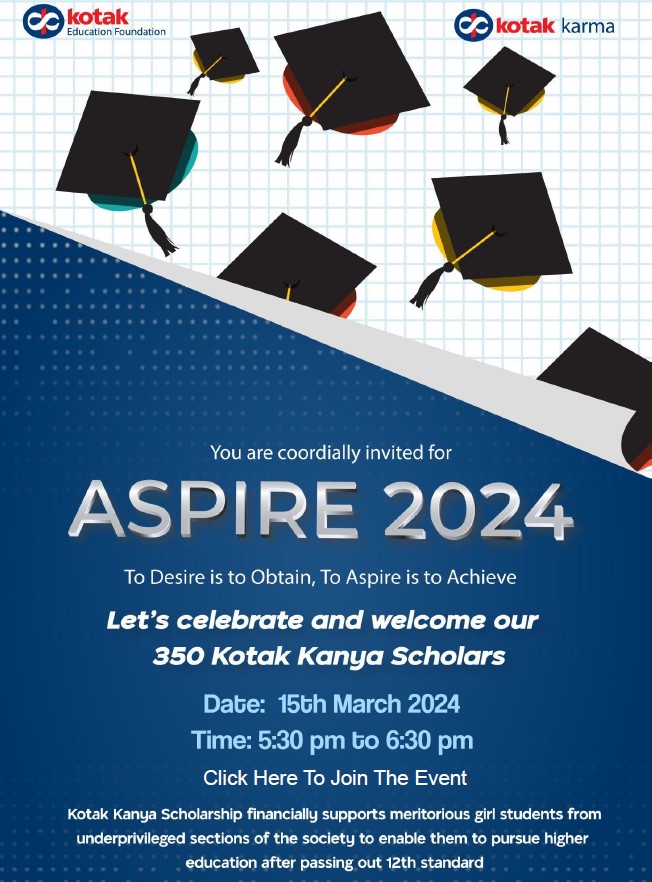 kotak
Education Foundation
kotak karma
You are coordially invited for
ASPIRE 2024
To Desire is to Obtain, To Aspire is to Achieve
Let's celebrate and welcome our
350 Kotak Kanya Scholars
Date: 15th March 2024
Time: 5:30 pm to 6:30 pm
Click Here To Join The Event
Kotak Kanya Scholarship financially supports meritorious girl students from
underprivileged sections of the society to enable them to pursue higher
education after passing out 12th standard